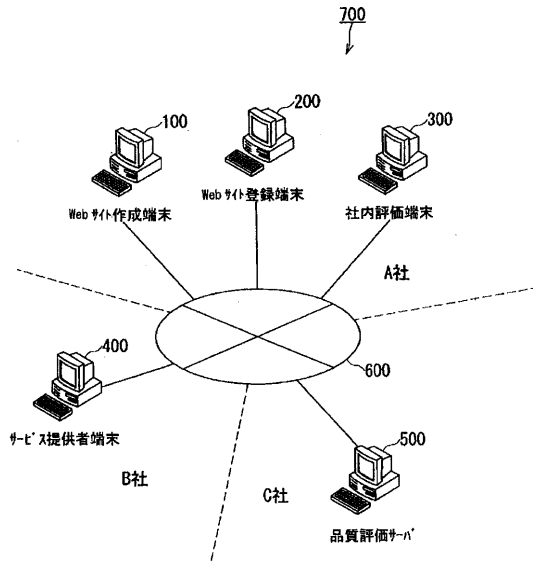 700
100
200
300
Webサイト作成端末
Webサイト登録端末
社内評価端末
A社
400
600
サービス提供者端末
500
B社
C社
品質評価サーバ